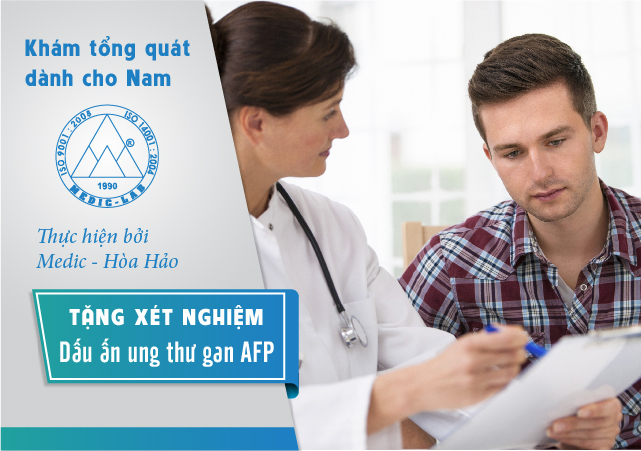 Khám tổng quát
dành cho Nam
ISO 9001 : 2008
ISO 14001 : 2004
®
1990
MEDIC - LAB
Thực hiện bởi
Medic - Hòa Hảo
TẶNG XÉT NGHIỆM
Dấu ấn ung thư gan AFP